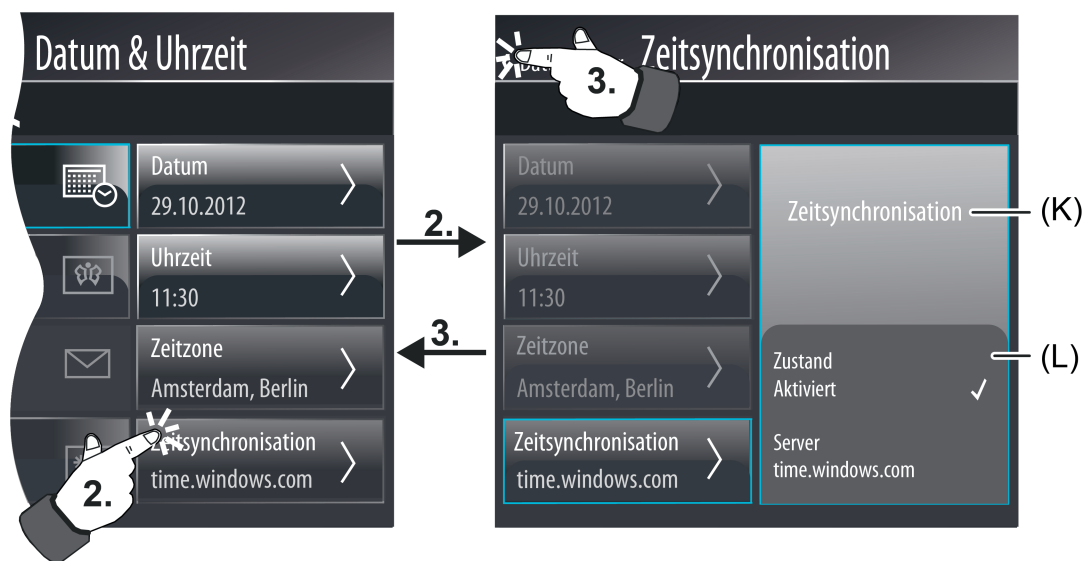 Datum & Uhrzeit
Datum
29.10.2012
Uhrzeit
11:30
Zeitzone
Amsterdam, Berlin
Zeitsynchronisation
time.windows.com
2.
2.
3.
3.
Zeitsynchronisation
Datum
29.10.2012
Uhrzeit
11:30
Zeitzone
Amsterdam, Berlin
Zeitsynchronisation
time.windows.com
Zeitsynchronisation
Zustand
Aktiviert
Server
time.windows.com
(K)
(L)